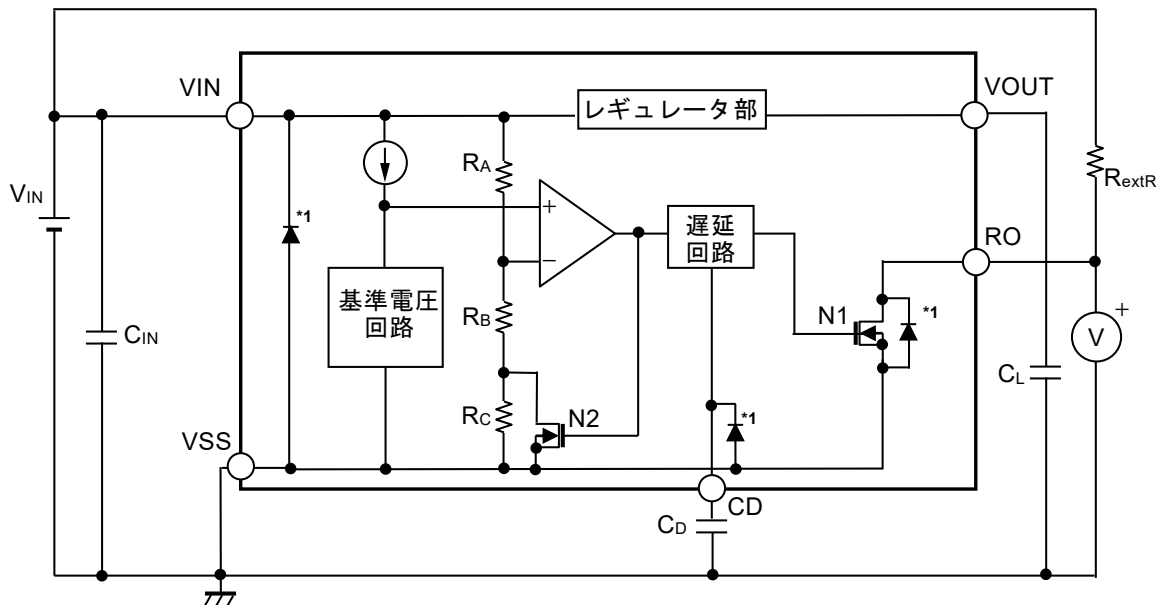 VIN
VOUT
レギュレータ部
RA
RextR
VIN
*1
+
−
遅延
回路
RO
基準電圧
回路
RB
N1
*1
+
V
CIN
CL
RC
N2
*1
VSS
CD
CD